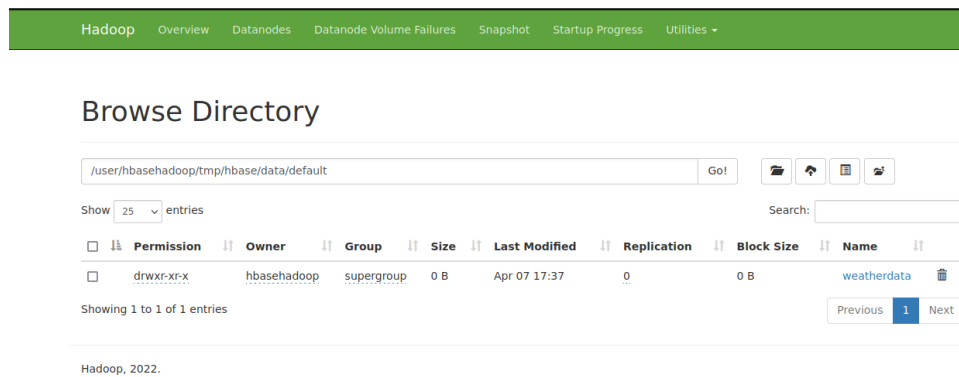 Hadoop Overview Datanodes Datanode Volume Failures Snapshot Startup Progress Utilities
Browse Directory
/user/hbasehadoop/tmp/hbase/data/default Go!
Show 25 entries Search:
Permission Owner Group Size Last Modified Replication Block Size Name
drwxr-xr-x hbasehadoop supergroup 0 B Apr 07 17:37 0 0 B weatherdata
Showing 1 to 1 of 1 entries Previous 1 Next
Hadoop, 2022.